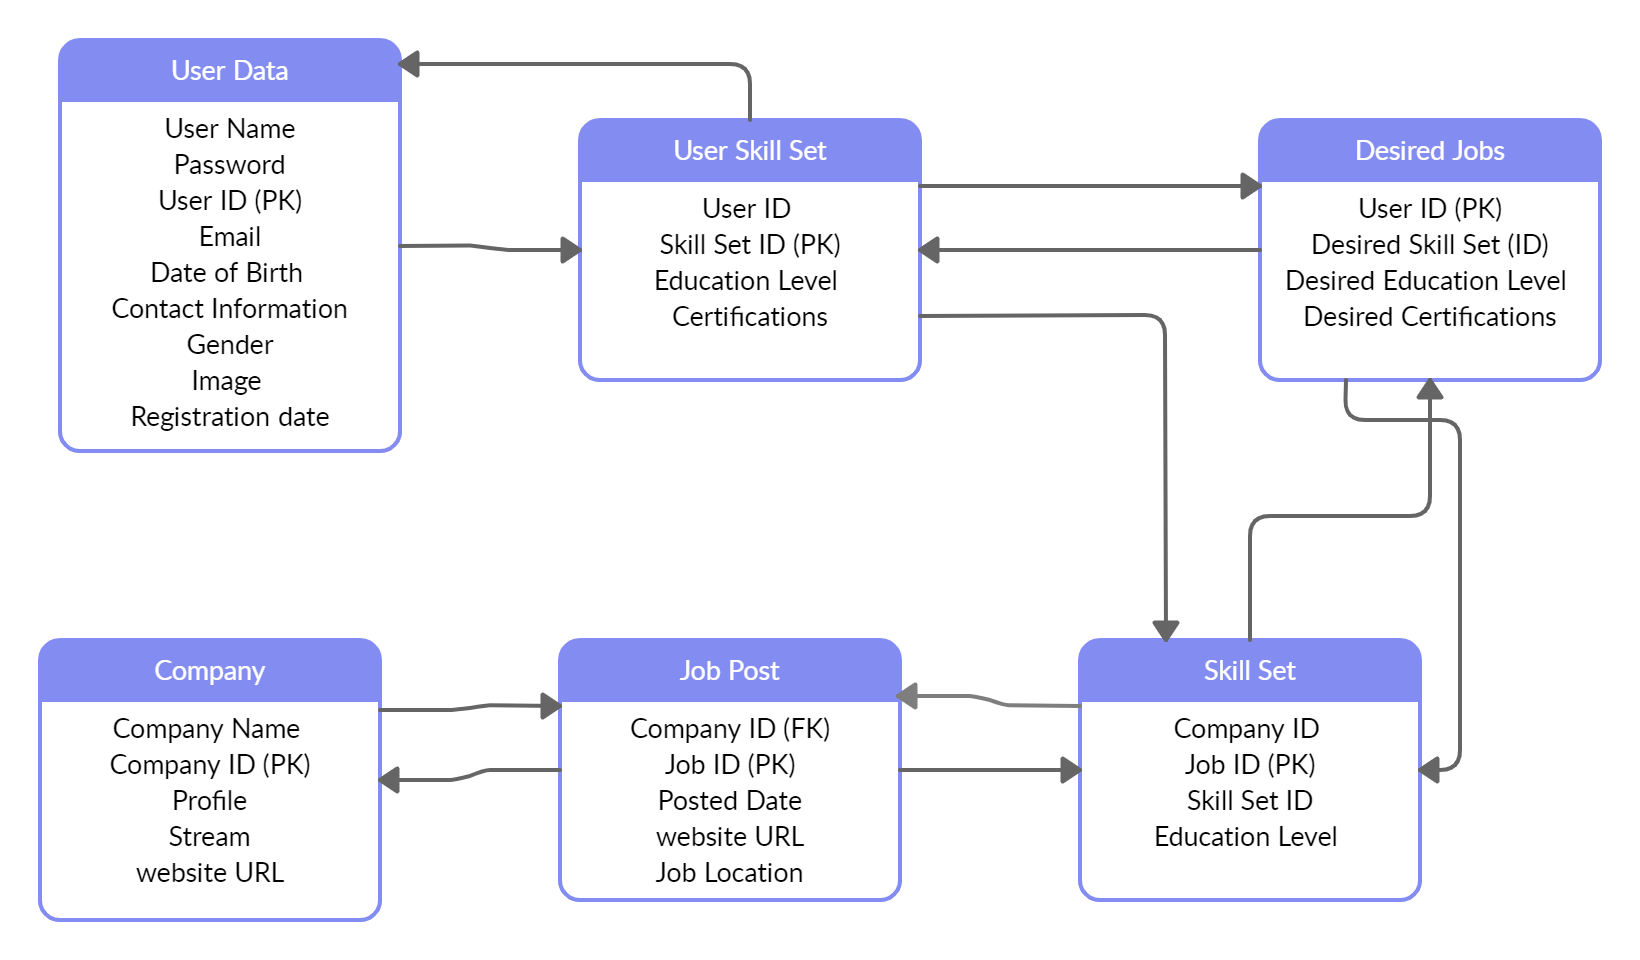 User Data
User Name
Password
User ID (PK)
Email
Date of Birth
Contact Information
Gender
Image
Registration date
User Skill Set
User ID
Skill Set ID (PK)
Education Level
Certifications
Desired Jobs
User ID (PK)
Desired Skill Set (ID)
Desired Education Level
Desired Certifications
Company
Company Name
Company ID (PK)
Profile
Stream
website URL
Job Post
Company ID (FK)
Job ID (PK)
Posted Date
website URL
Job Location
Skill Set
Company ID
Job ID (PK)
Skill Set ID
Education Level